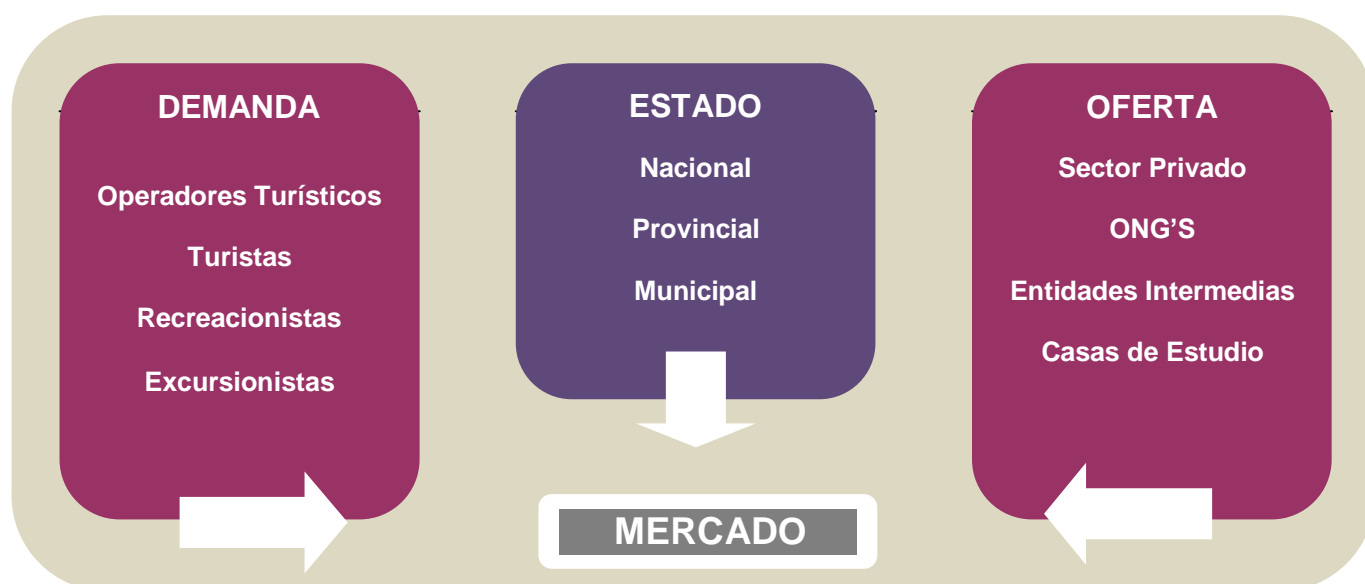 DEMANDA
Operadores Turísticos
Turistas
Recreacionistas
Excursionistas
ESTADO
Nacional
Provincial
Municipal
OFERTA
Sector Privado
ONG’S
Entidades Intermedias
Casas de Estudio
MERCADO